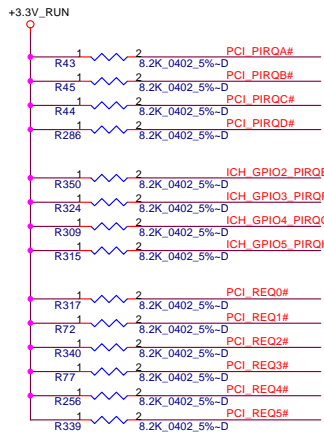 +3.3V_RUN
1 2 PCI_PIRQA#
R43 8.2K_0402_5%~D
1 2 PCI_PIRQB#
R45 8.2K_0402_5%~D
1 2 PCI_PIRQC#
R44 8.2K_0402_5%~D
1 2 PCI_PIRQD#
R286 8.2K_0402_5%~D
1 2 ICH_GPIO2_PIRQE
R350 8.2K_0402_5%~D
1 2 ICH_GPIO3_PIRQF
R324 8.2K_0402_5%~D
1 2 ICH_GPIO4_PIRQG
R309 8.2K_0402_5%~D
1 2 ICH_GPIO5_PIRQH
R315 8.2K_0402_5%~D
1 2 PCI_REQ0#
R317 8.2K_0402_5%~D
1 2 PCI_REQ1#
R72 8.2K_0402_5%~D
1 2 PCI_REQ2#
R340 8.2K_0402_5%~D
1 2 PCI_REQ3#
R77 8.2K_0402_5%~D
1 2 PCI_REQ4#
R256 8.2K_0402_5%~D
1 2 PCI_REQ5#
R339 8.2K_0402_5%~D